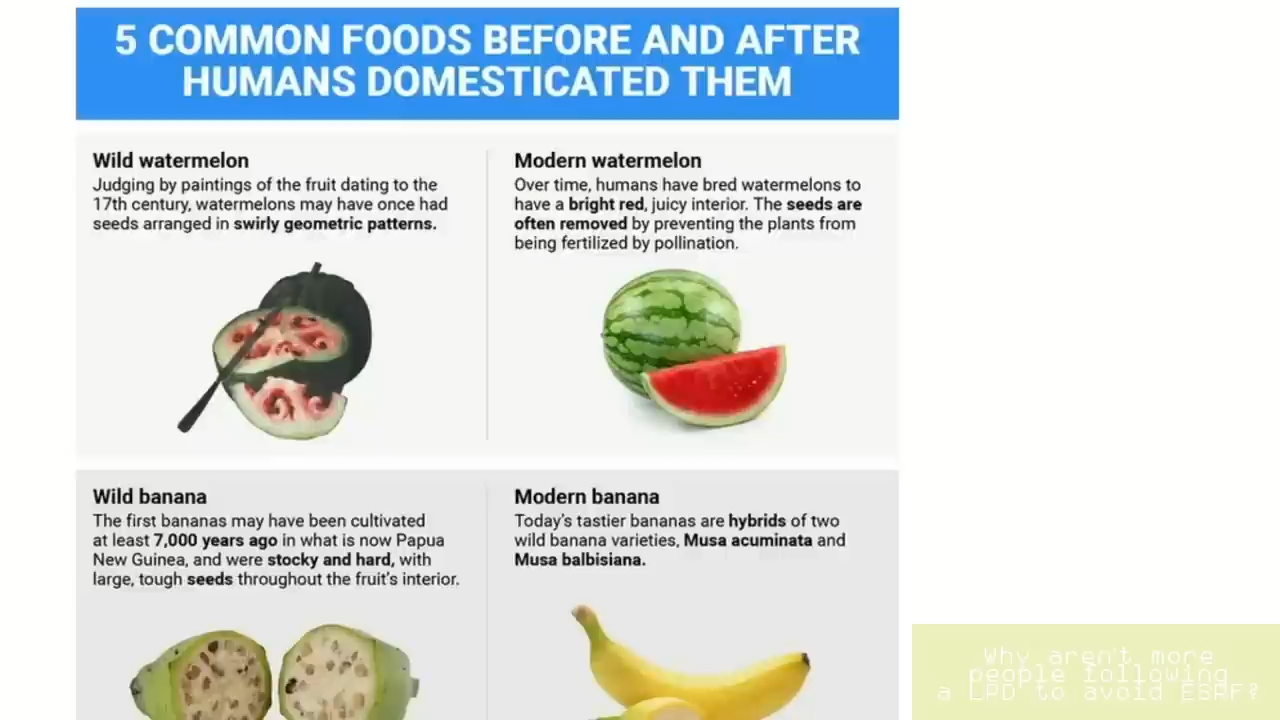 5 COMMON FOODS BEFORE AND AFTER
HUMANS DOMESTICATED THEM
Wild watermelon
Judging by paintings of the fruit dating to the
17th century, watermelons may have once had
seeds arranged in swirly geometric patterns.
Modern watermelon
Over time, humans have bred watermelons to
have a bright red, juicy interior. The seeds are
often removed by preventing the plants from
being fertilized by pollination.
Wild banana
The first bananas may have been cultivated
at least 7,000 years ago in what is now Papua
New Guinea, and were stocky and hard, with
large, tough seeds throughout the fruit's interior.
Modern banana
Today's tastier bananas are hybrids of two
wild banana varieties, Musa acuminata and
Musa balbisiana.
Why aren't more
people following
a LPD to avoid ESRF?